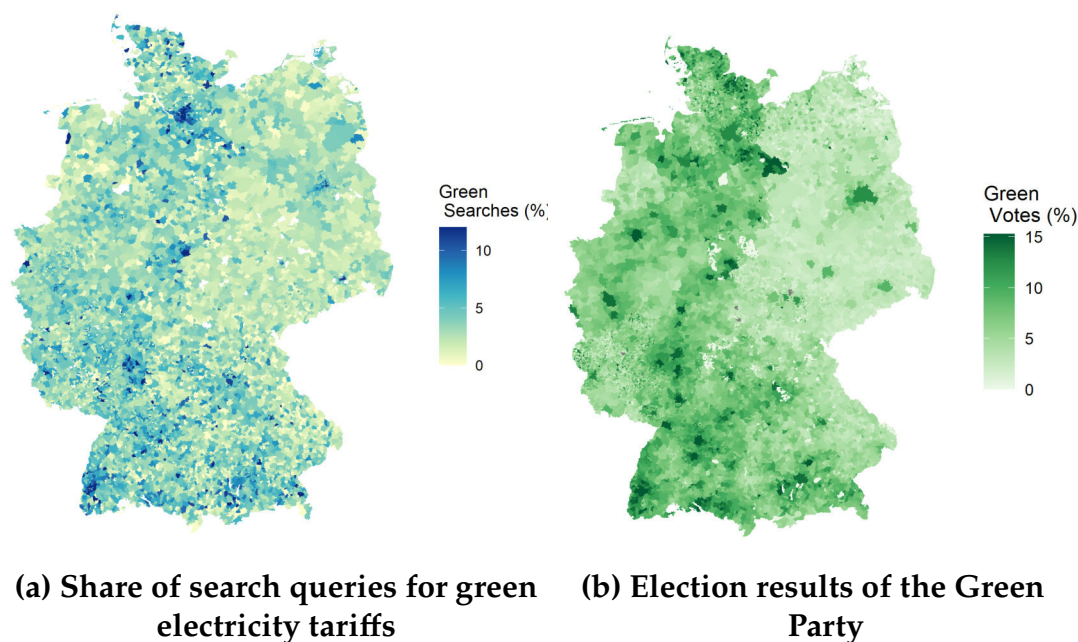 Green
Searches (%)
10
5
0
Green
Votes (%)
15
10
5
0
(a) Share of search queries for green
electricity tariffs
(b) Election results of the Green
Party